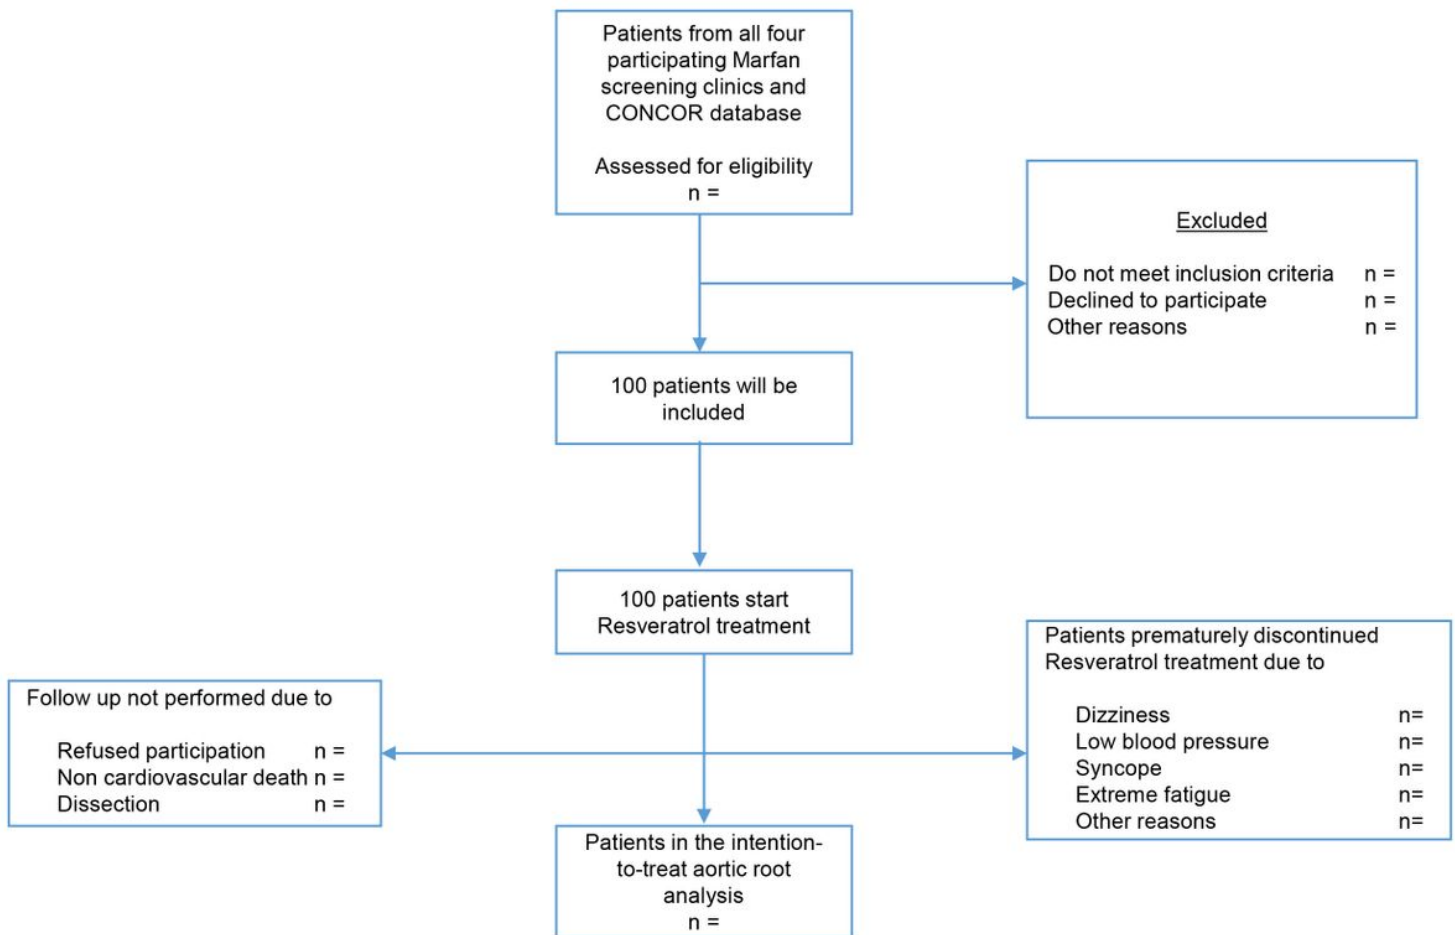 Patients from all four
participating Marfan
screening clinics and
CONCOR database
Assessed for eligibility
n =
Excluded
Do not meet inclusion criteria n =
Declined to participate n =
Other reasons n =
100 patients will be
included
100 patients start
Resveratrol treatment
Patients prematurely discontinued
Resveratrol treatment due to
Dizziness n=
Low blood pressure n=
Syncope n=
Extreme fatigue n=
Other reasons n=
Follow up not performed due to
Refused participation n =
Non cardiovascular death n =
Dissection n =
Patients in the intention-
to-treat aortic root
analysis
n =